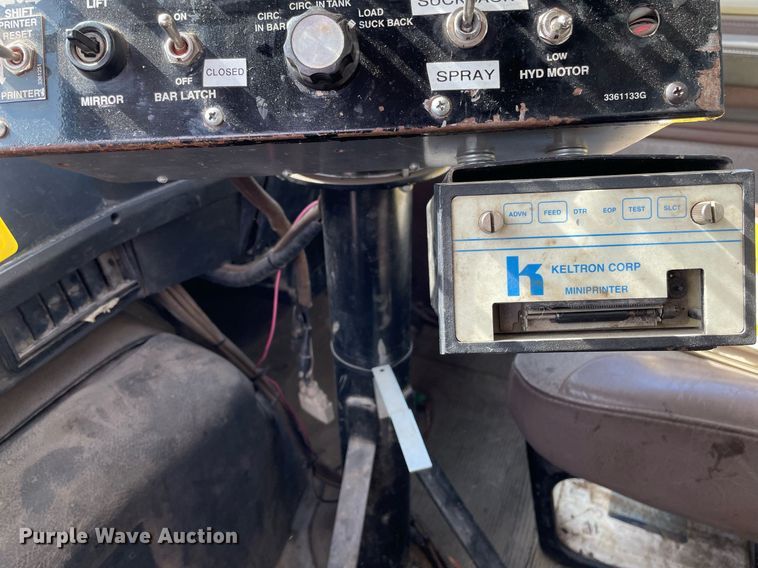 SHIFT
PRINTER
RESET
PRINTER
LIFT
MIRROR
ON
OFF
BAR LATCH
CLOSED
CIRC. IN TANK
CIRC.
IN BAR
LOAD
SUCK BACK
SPRAY
LOW
HYD MOTOR
3361133G
ADVN FEED DTR EOP TEST SLCT
k KELTRON CORP
MINIPRINTER
Purple Wave Auction